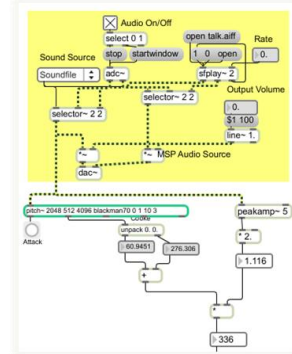 Audio On/Off
select 0 1
open talk.aiff
Rate
stop
startwindow
1 0 open
0.
Sound Source
adc~
sfplay~ 2
Soundfile
Output Volume
selector~ 2 2
0.
selector~ 2 2
$1 100
line~ 1.
*~
*~
MSP Audio Source
dac~
pitch~ 2048 512 4096 blackman70 0 1 10 3
peakamp~ 5
Cooke
unpack 0. 0.
Attack
* 2.
60.9451
276.306
1.116
+
*
336